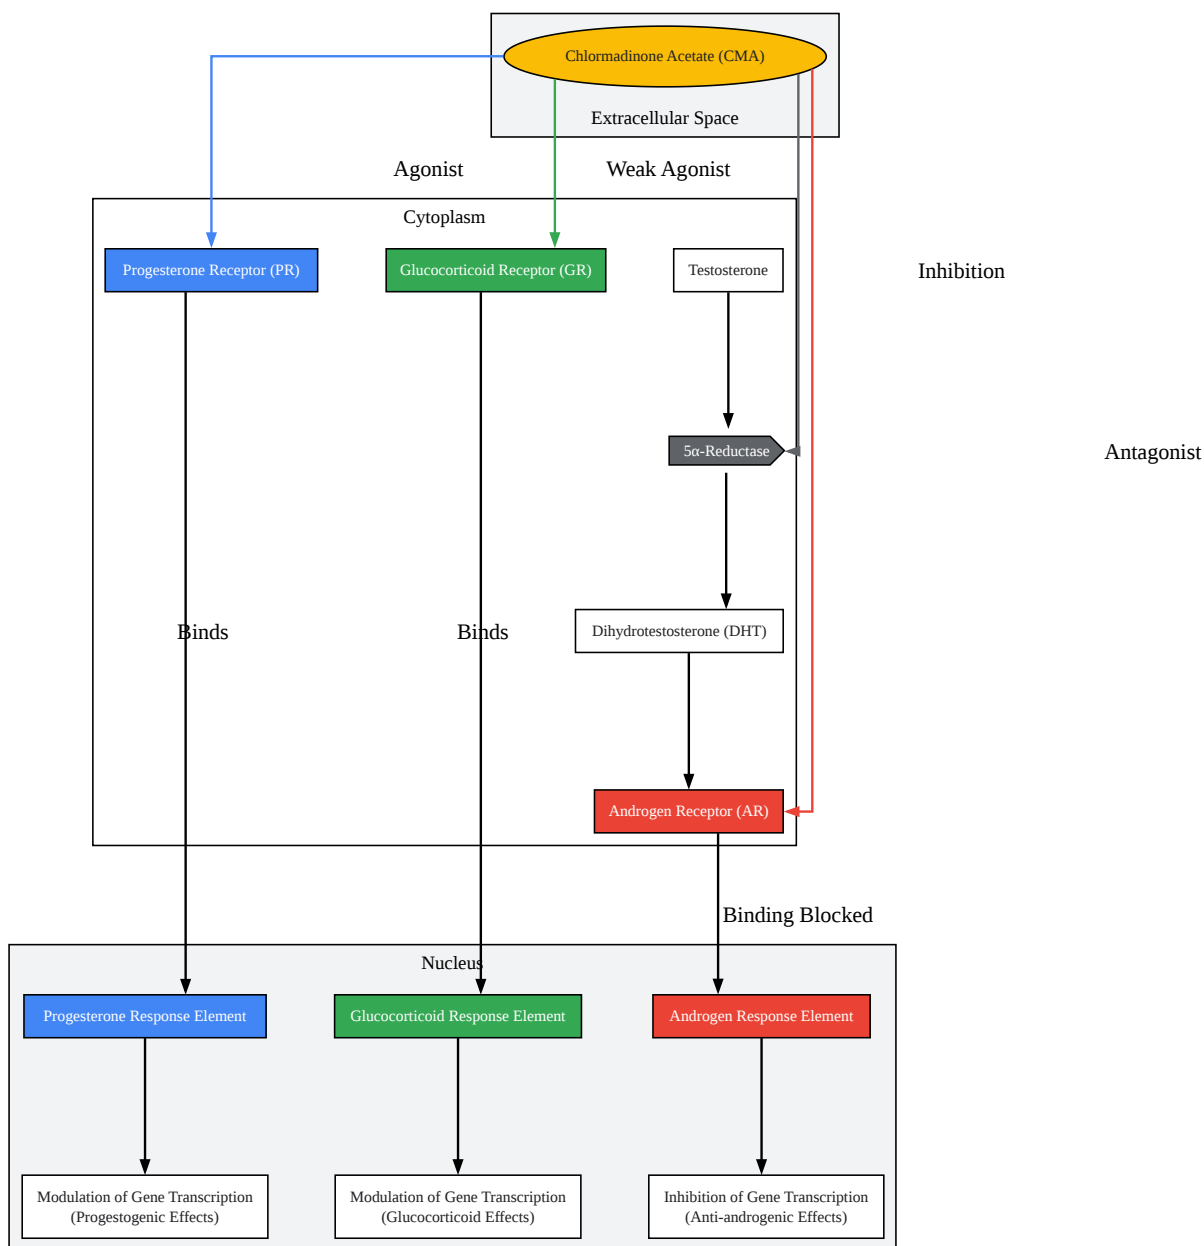 Chlormadinone Acetate (CMA)
Extracellular Space
Agonist
Weak Agonist
Cytoplasm
Progesterone Receptor (PR)
Glucocorticoid Receptor (GR)
Testosterone
Inhibition
5α-Reductase
Antagonist
Binds
Binds
Dihydrotestosterone (DHT)
Androgen Receptor (AR)
Binding Blocked
Nucleus
Progesterone Response Element
Glucocorticoid Response Element
Androgen Response Element
Modulation of Gene Transcription
(Progestogenic Effects)
Modulation of Gene Transcription
(Glucocorticoid Effects)
Inhibition of Gene Transcription
(Anti-androgenic Effects)